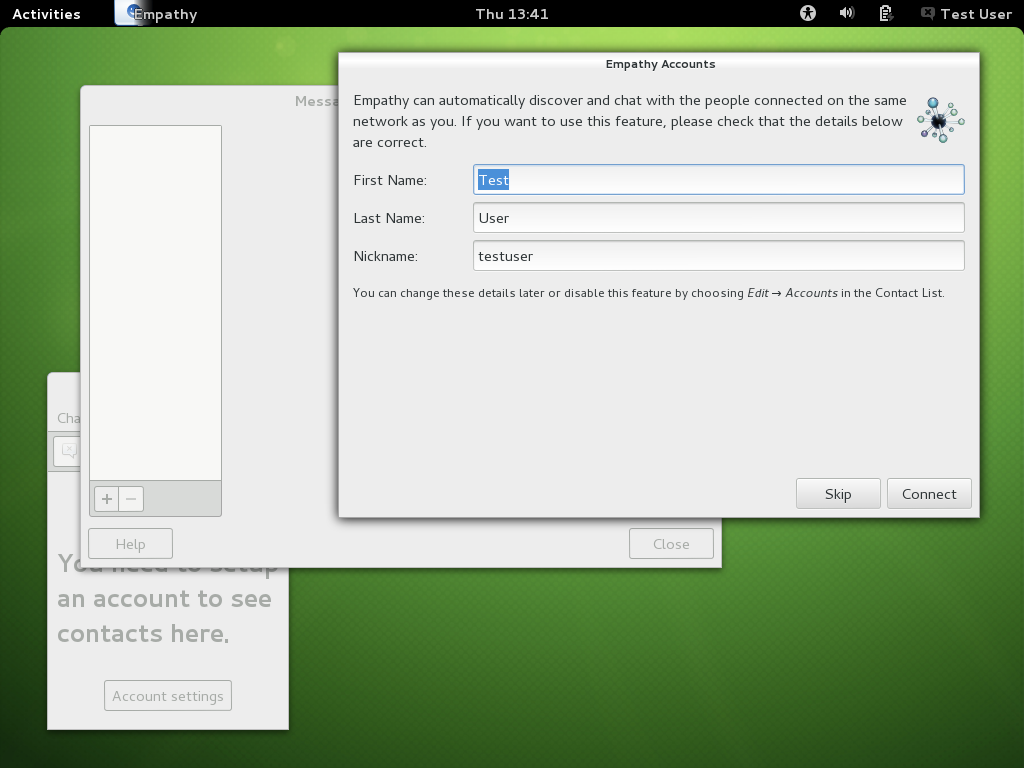 Activities
Empathy
Thu 13:41
Test User
Empathy Accounts
Empathy can automatically discover and chat with the people connected on the same
network as you. If you want to use this feature, please check that the details below
are correct.
First Name:
Test
Last Name:
User
Nickname:
testuser
You can change these details later or disable this feature by choosing Edit → Accounts in the Contact List.
Skip
Connect
Messa
+
−
Help
Close
Cha
You need to setup
an account to see
contacts here.
Account settings